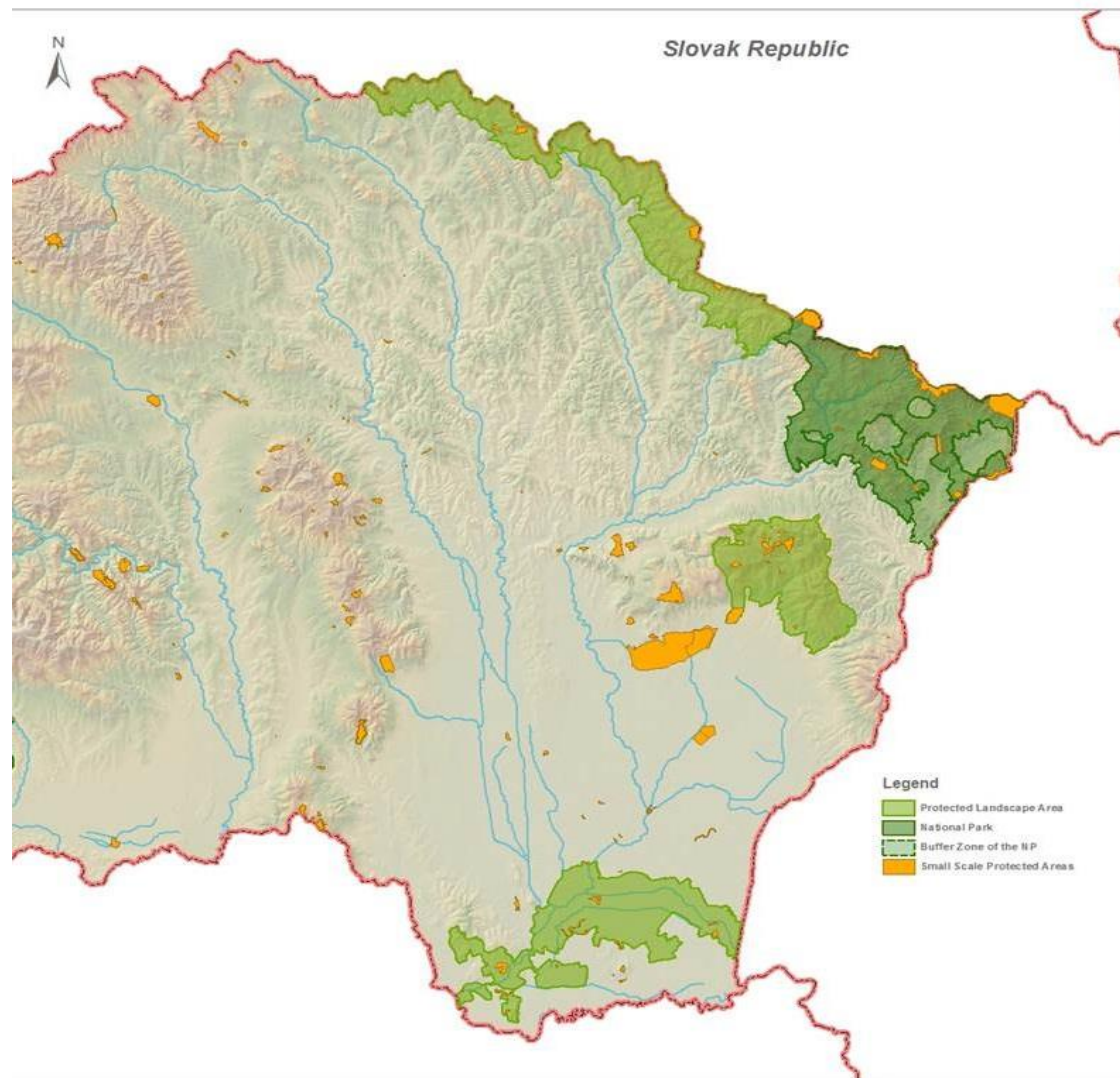 N
Slovak Republic
Legend
Protected Landscape Area
National Park
Buffer Zone of the NP
Small Scale Protected Areas